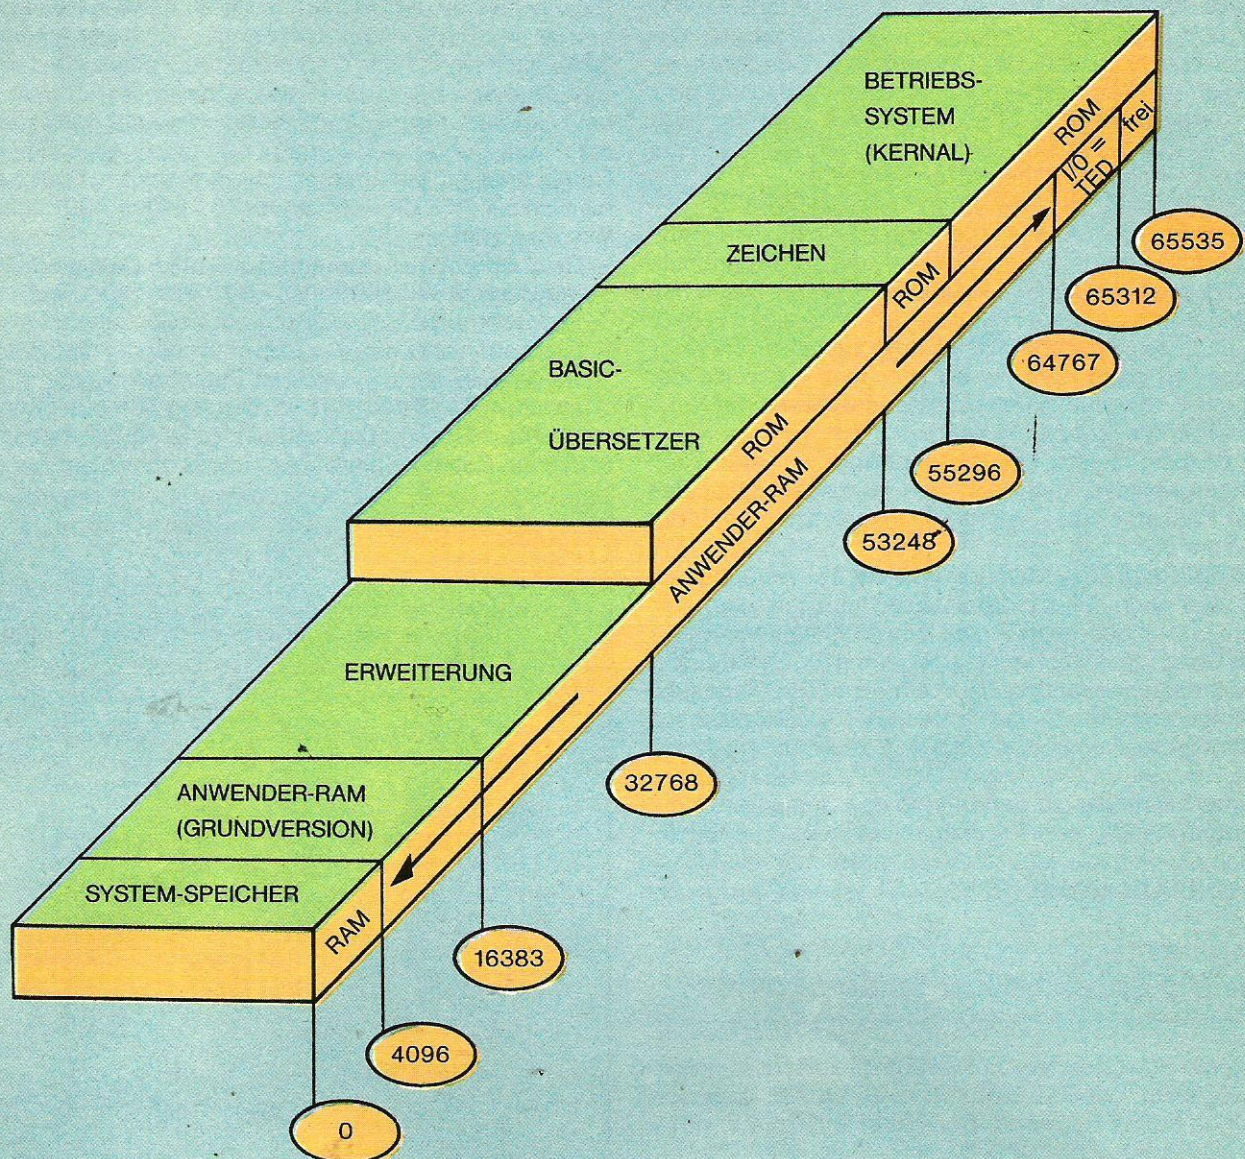 BETRIEBS-
SYSTEM
(KERNAL)
ROM
I/O =
TED
frei
65535
ZEICHEN
ROM
65312
64767
BASIC-
ÜBERSETZER
ROM
55296
53248
ANWENDER-RAM
ERWEITERUNG
32768
ANWENDER-RAM
(GRUNDVERSION)
SYSTEM-SPEICHER
RAM
16383
4096
0